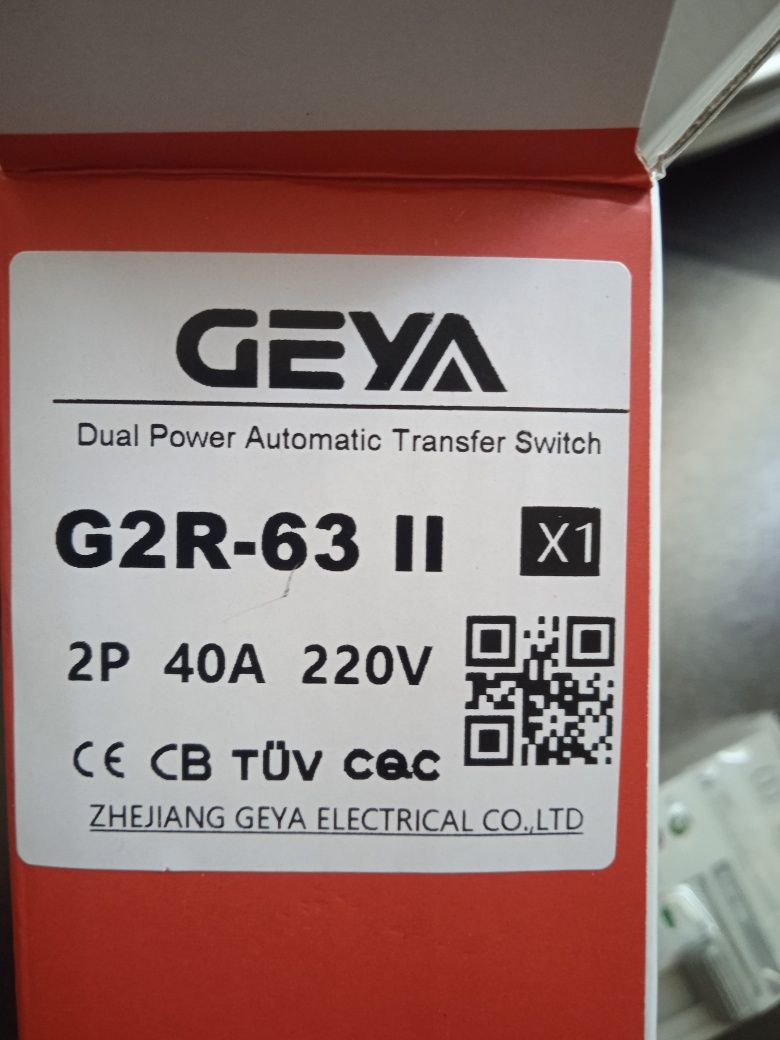 GEYA
Dual Power Automatic Transfer Switch
G2R-63 II X1
2P 40A 220V
CE CB TÜV CQC
ZHEJIANG GEYA ELECTRICAL CO.,LTD